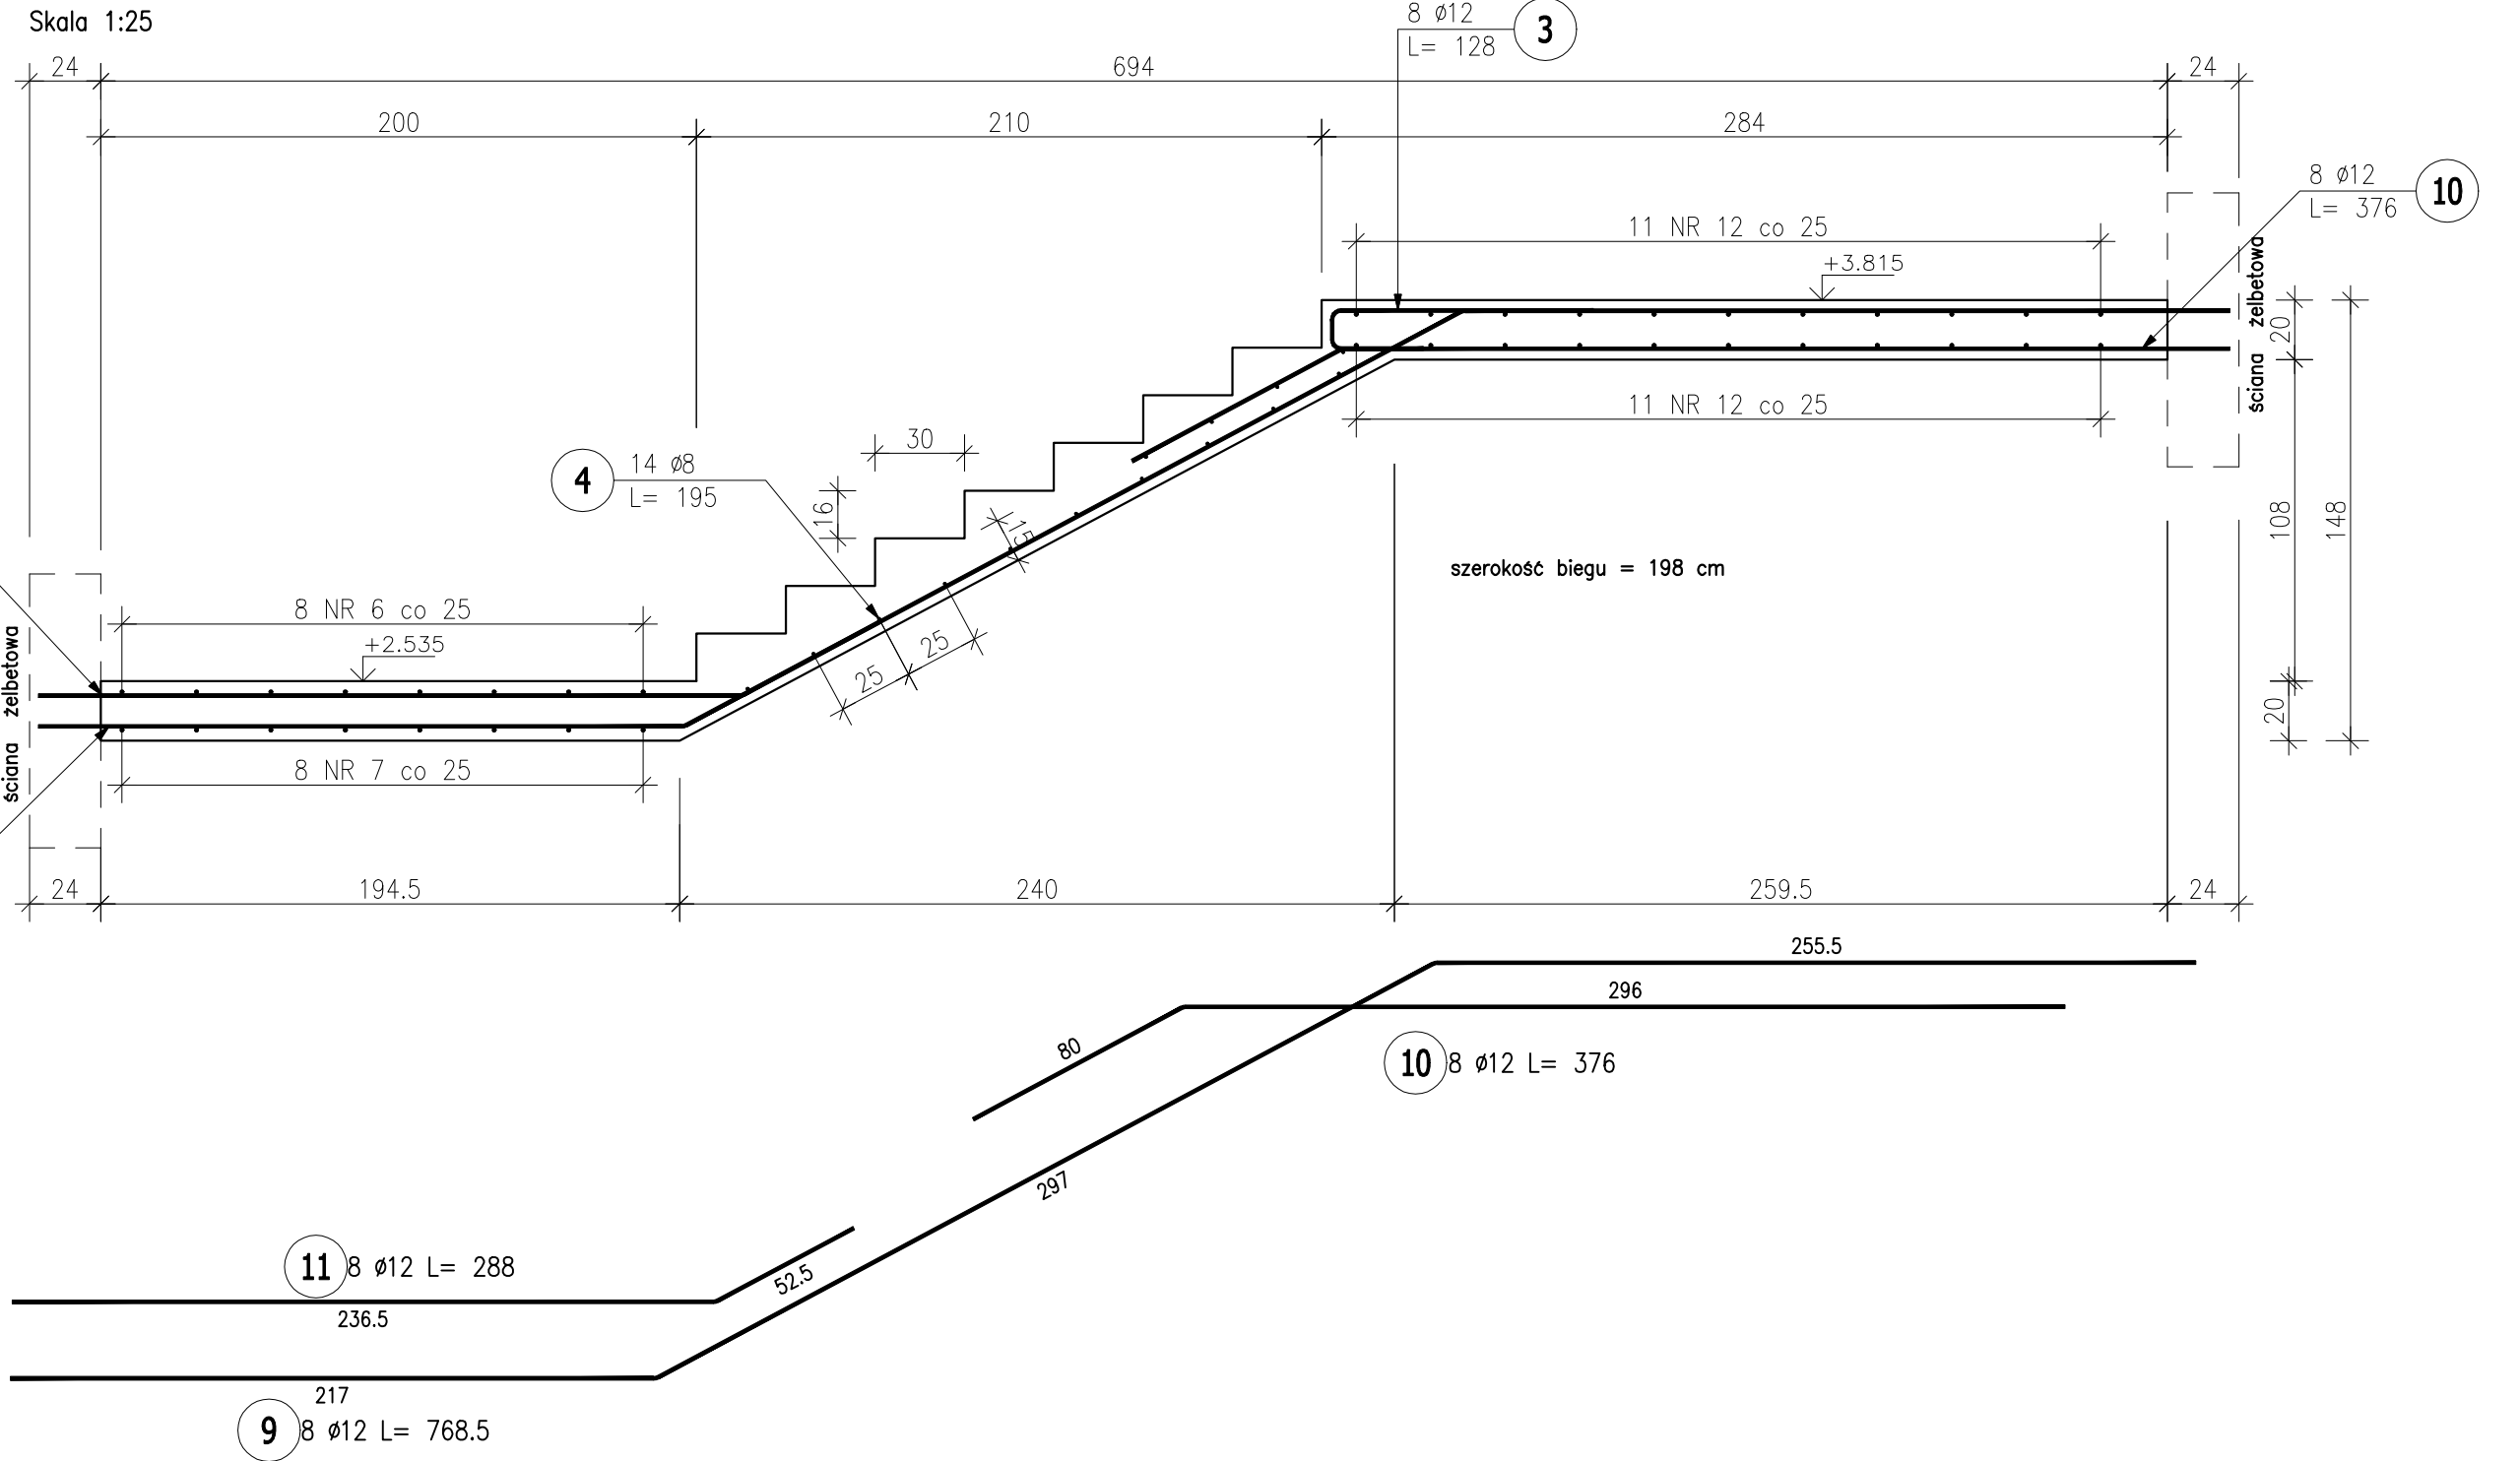 Skala 1:25
8 ø12
L= 128
3
24
694
24
200
210
284
8 ø12
L= 376
10
11 NR 12 co 25
+3.815
ściana żelbetowa
20
11 NR 12 co 25
30
4
14 ø8
L= 195
16
15
108
148
szerokość biegu = 198 cm
8 NR 6 co 25
+2.535
25
25
ściana żelbetowa
20
8 NR 7 co 25
24
194.5
240
259.5
24
255.5
296
80
10
8 ø12 L= 376
297
11
8 ø12 L= 288
52.5
236.5
217
9
8 ø12 L= 768.5